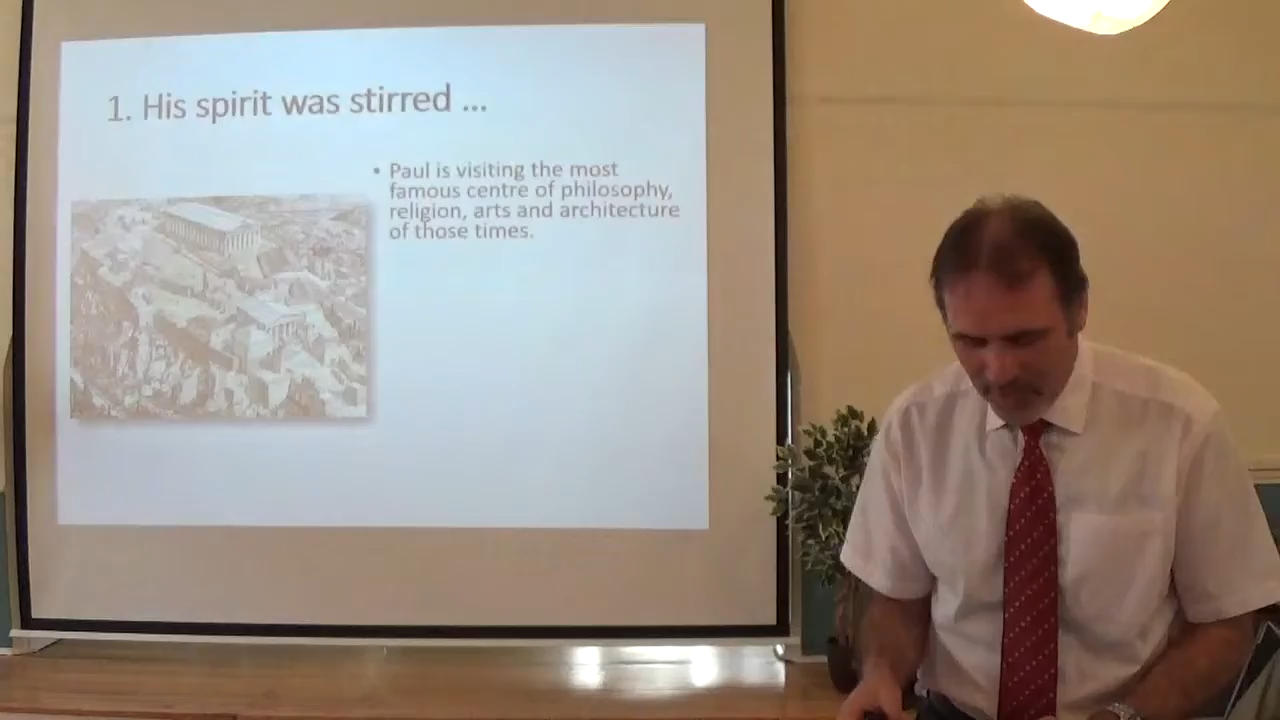 1. His spirit was stirred ...
• Paul is visiting the most
famous centre of philosophy,
religion, arts and architecture
of those times.